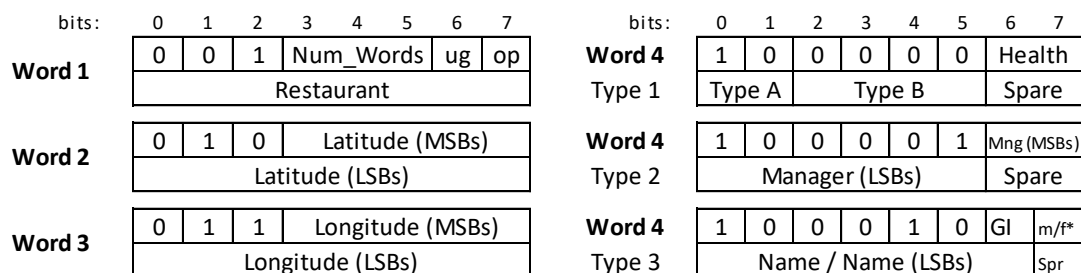 bits: 0 1 2 3 4 5 6 7
Word 1
0 0 1 Num_Words ug op
Restaurant
Word 2
0 1 0 Latitude (MSBs)
Latitude (LSBs)
Word 3
0 1 1 Longitude (MSBs)
Longitude (LSBs)
bits: 0 1 2 3 4 5 6 7
Word 4 1 0 0 0 0 0 Health
Type 1 Type A Type B Spare
Word 4 1 0 0 0 0 1 Mng (MSBs)
Type 2 Manager (LSBs) Spare
Word 4 1 0 0 0 1 0 GI m/f*
Type 3 Name / Name (LSBs) Spr